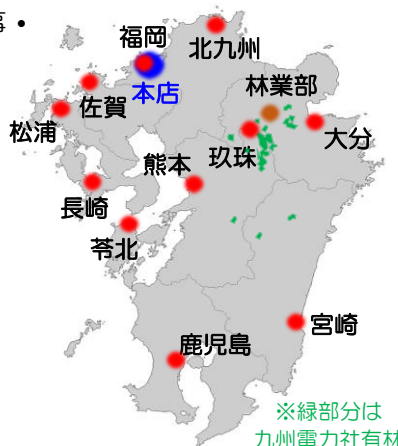 事・
福岡
北九州
本店
佐賀
林業部
松浦
大分
玖珠
熊本
長崎
苓北
宮崎
鹿児島
※緑部分は
九州電力社有林